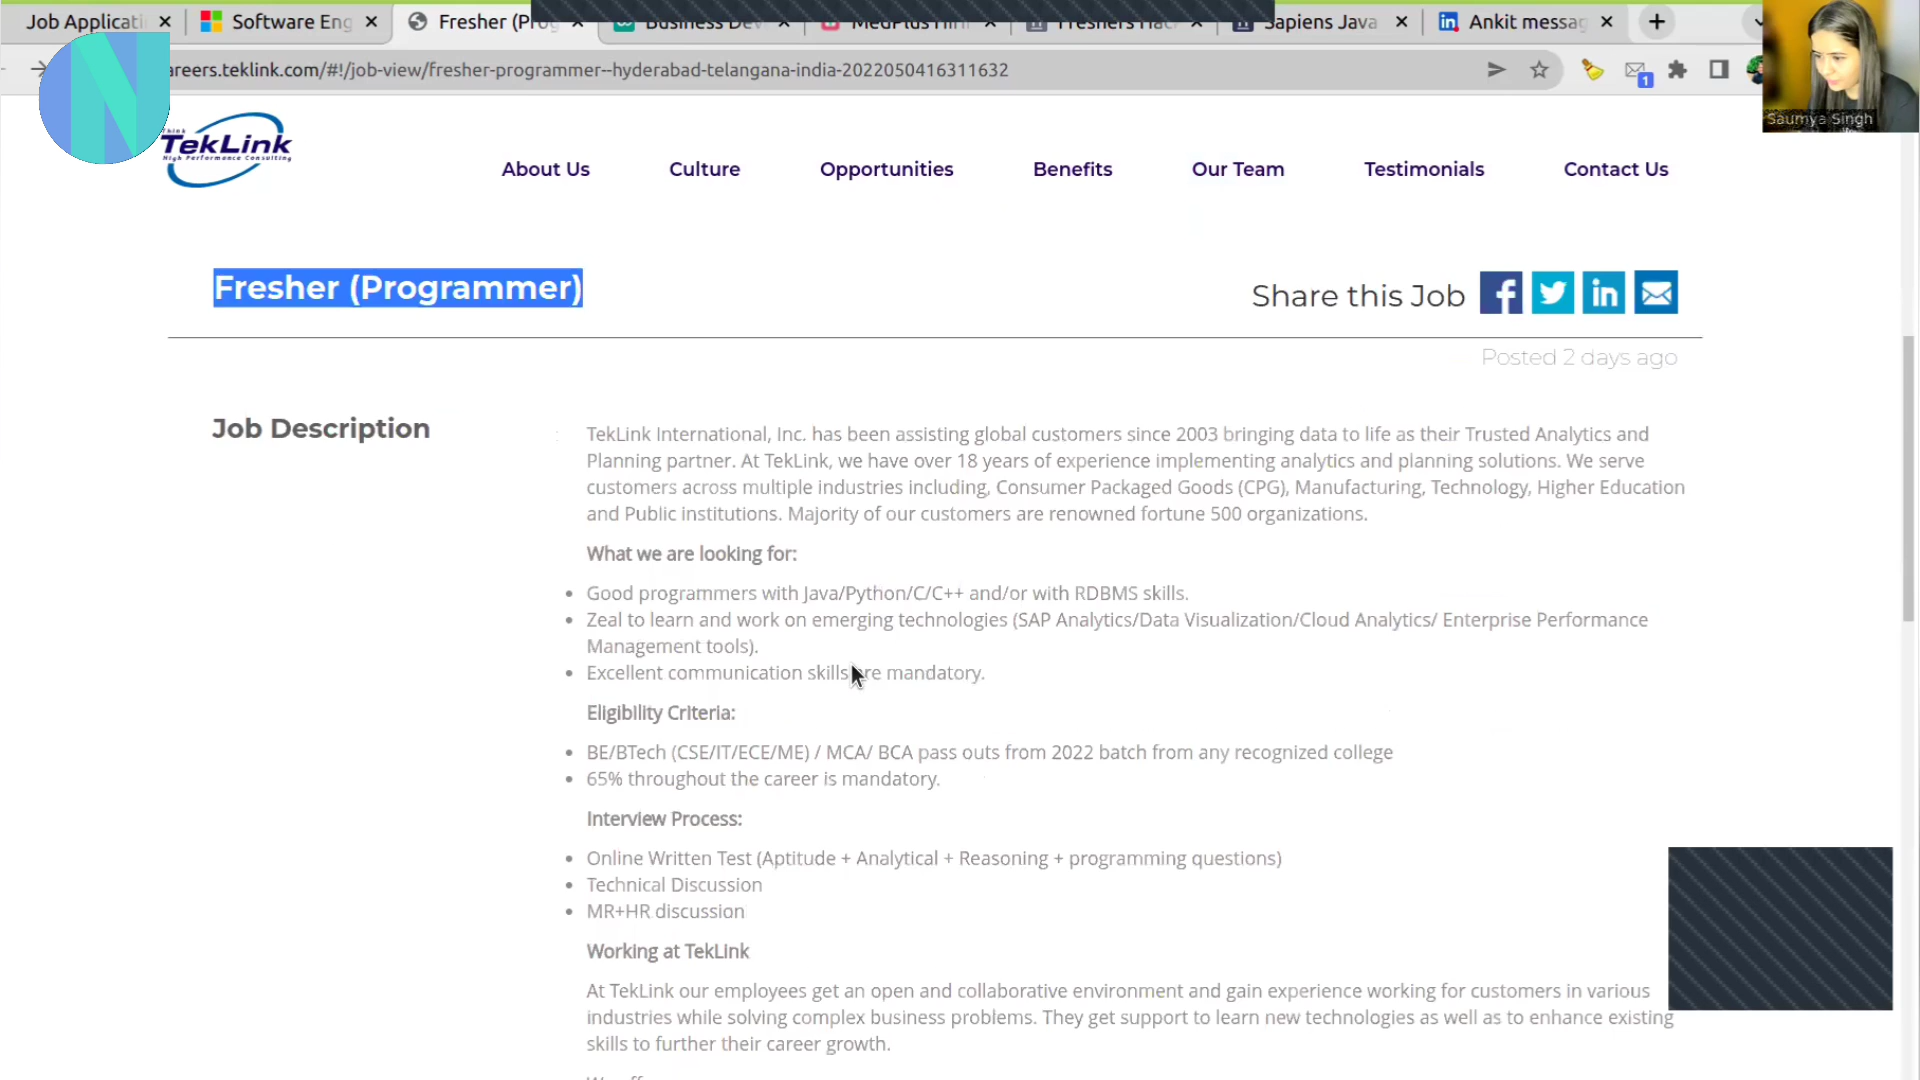 Job Applicati
Software Eng
Fresher (Prog
Business Dev
MedPlus Hiri
Freshers Hac
Sapiens Java
Ankit messag
areers.teklink.com/#!/job-view/fresher-programmer--hyderabad-telangana-india-2022050416311632
1
Saumya Singh
Think
TekLink
High Performance Consulting
About Us
Culture
Opportunities
Benefits
Our Team
Testimonials
Contact Us
Fresher (Programmer)
Share this Job
Posted 2 days ago
Job Description
:
TekLink International, Inc. has been assisting global customers since 2003 bringing data to life as their Trusted Analytics and
Planning partner. At TekLink, we have over 18 years of experience implementing analytics and planning solutions. We serve
customers across multiple industries including, Consumer Packaged Goods (CPG), Manufacturing, Technology, Higher Education
and Public institutions. Majority of our customers are renowned fortune 500 organizations.
What we are looking for:
• Good programmers with Java/Python/C/C++ and/or with RDBMS skills.
• Zeal to learn and work on emerging technologies (SAP Analytics/Data Visualization/Cloud Analytics/ Enterprise Performance
Management tools).
• Excellent communication skills are mandatory.
Eligibility Criteria:
• BE/BTech (CSE/IT/ECE/ME) / MCA/ BCA pass outs from 2022 batch from any recognized college
• 65% throughout the career is mandatory.
Interview Process:
• Online Written Test (Aptitude + Analytical + Reasoning + programming questions)
• Technical Discussion
• MR+HR discussion
Working at TekLink
At TekLink our employees get an open and collaborative environment and gain experience working for customers in various
industries while solving complex business problems. They get support to learn new technologies as well as to enhance existing
skills to further their career growth.